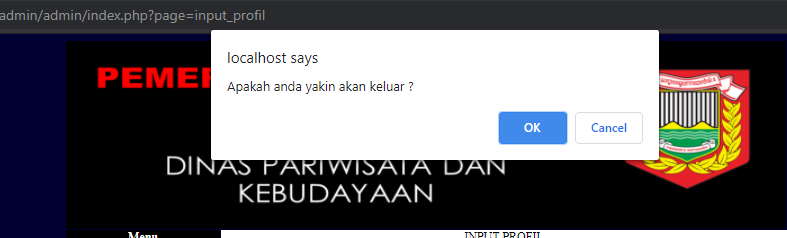 admin/admin/index.php?page=input_profil
localhost says
Apakah anda yakin akan keluar ?
OK
Cancel
DINAS PARIWISATA DAN
KEBUDAYAAN
Menu
INPUT PROFIL